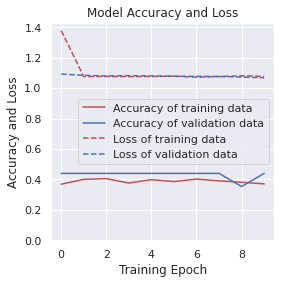 Model Accuracy and Loss
1.4
1.2
1.0
0.8
0.6
0.4
0.2
0.0
Accuracy and Loss
Accuracy of training data
Accuracy of validation data
Loss of training data
Loss of validation data
0 2 4 6 8
Training Epoch